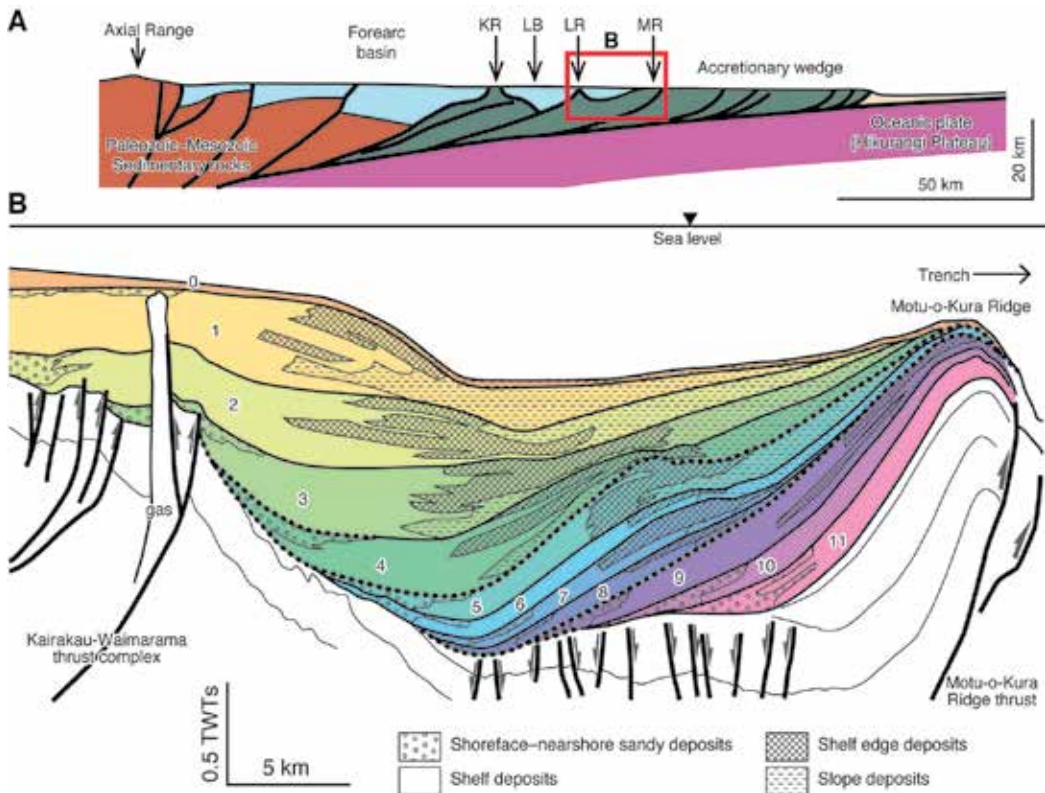 A
Axial Range
Forearc
basin
KR
LB
LR
MR
B
Accretionary wedge
Paleozoic–Mesozoic
Sedimentary rocks
Oceanic plate
(Hikurangi Plateau)
50 km
20 km
B
Sea level
Trench
Motu-o-Kura Ridge
0
1
2
3
4
5
6
7
8
9
10
11
gas
Kairakau-Waimarama
thrust complex
Motu-o-Kura
Ridge thrust
0.5 TWTs
5 km
Shoreface–nearshore sandy deposits
Shelf deposits
Shelf edge deposits
Slope deposits